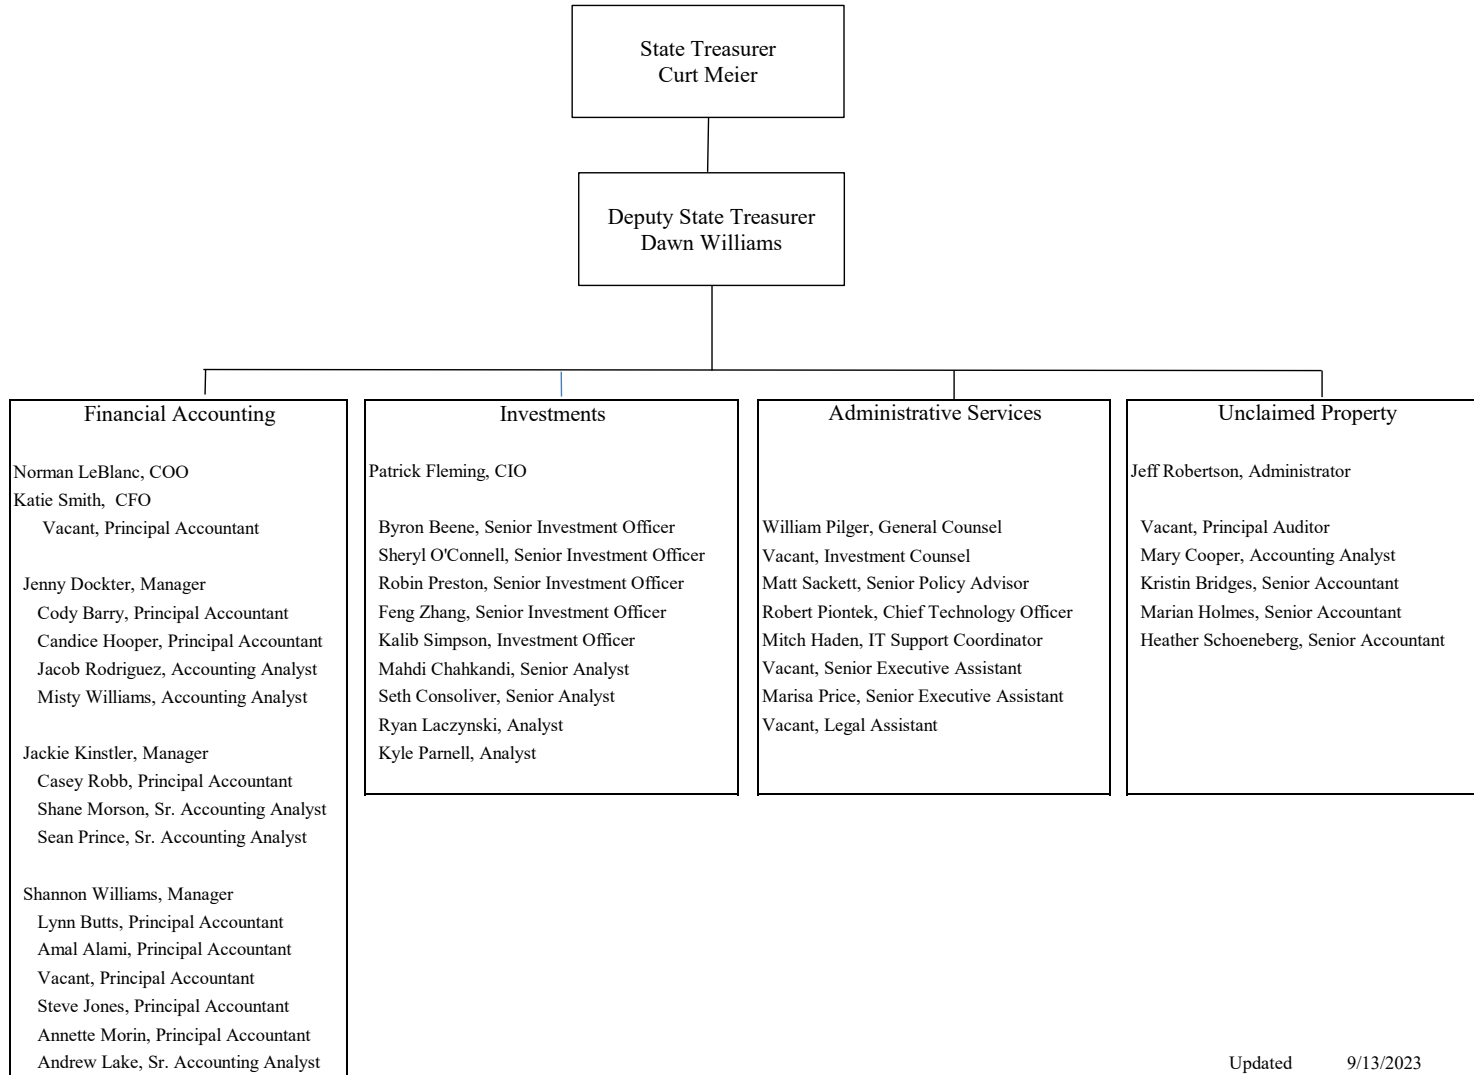 State Treasurer
Curt Meier
Deputy State Treasurer
Dawn Williams
Financial Accounting
Norman LeBlanc, COO
Katie Smith,  CFO
Vacant, Principal Accountant
Jenny Dockter, Manager
Cody Barry, Principal Accountant
Candice Hooper, Principal Accountant
Jacob Rodriguez, Accounting Analyst
Misty Williams, Accounting Analyst
Jackie Kinstler, Manager
Casey Robb, Principal Accountant
Shane Morson, Sr. Accounting Analyst
Sean Prince, Sr. Accounting Analyst
Shannon Williams, Manager
Lynn Butts, Principal Accountant
Amal Alami, Principal Accountant
Vacant, Principal Accountant
Steve Jones, Principal Accountant
Annette Morin, Principal Accountant
Andrew Lake, Sr. Accounting Analyst
Investments
Patrick Fleming, CIO
Byron Beene, Senior Investment Officer
Sheryl O'Connell, Senior Investment Officer
Robin Preston, Senior Investment Officer
Feng Zhang, Senior Investment Officer
Kalib Simpson, Investment Officer
Mahdi Chahkandi, Senior Analyst
Seth Consoliver, Senior Analyst
Ryan Laczynski, Analyst
Kyle Parnell, Analyst
Administrative Services
William Pilger, General Counsel
Vacant, Investment Counsel
Matt Sackett, Senior Policy Advisor
Robert Piontek, Chief Technology Officer
Mitch Haden, IT Support Coordinator
Vacant, Senior Executive Assistant
Marisa Price, Senior Executive Assistant
Vacant, Legal Assistant
Unclaimed Property
Jeff Robertson, Administrator
Vacant, Principal Auditor
Mary Cooper, Accounting Analyst
Kristin Bridges, Senior Accountant
Marian Holmes, Senior Accountant
Heather Schoeneberg, Senior Accountant
Updated 9/13/2023